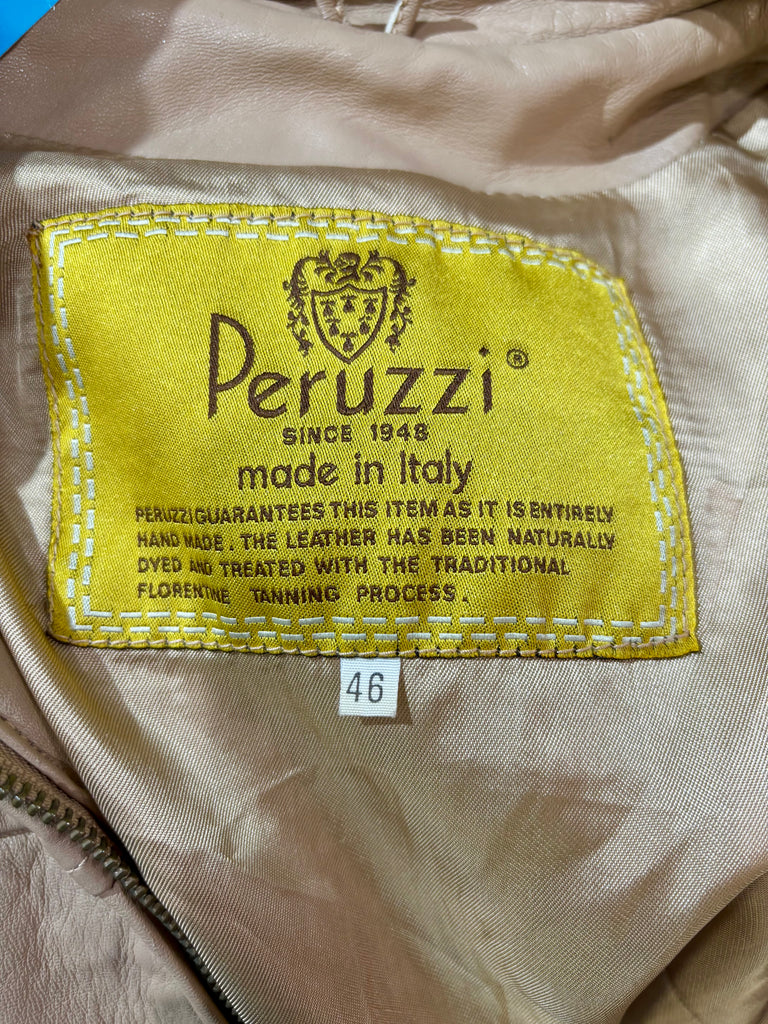 Peruzzi®
SINCE 1948
made in Italy
PERUZZI GUARANTEES THIS ITEM AS IT IS ENTIRELY
HAND MADE. THE LEATHER HAS BEEN NATURALLY
DYED AND TREATED WITH THE TRADITIONAL
FLORENTINE TANNING PROCESS.
46